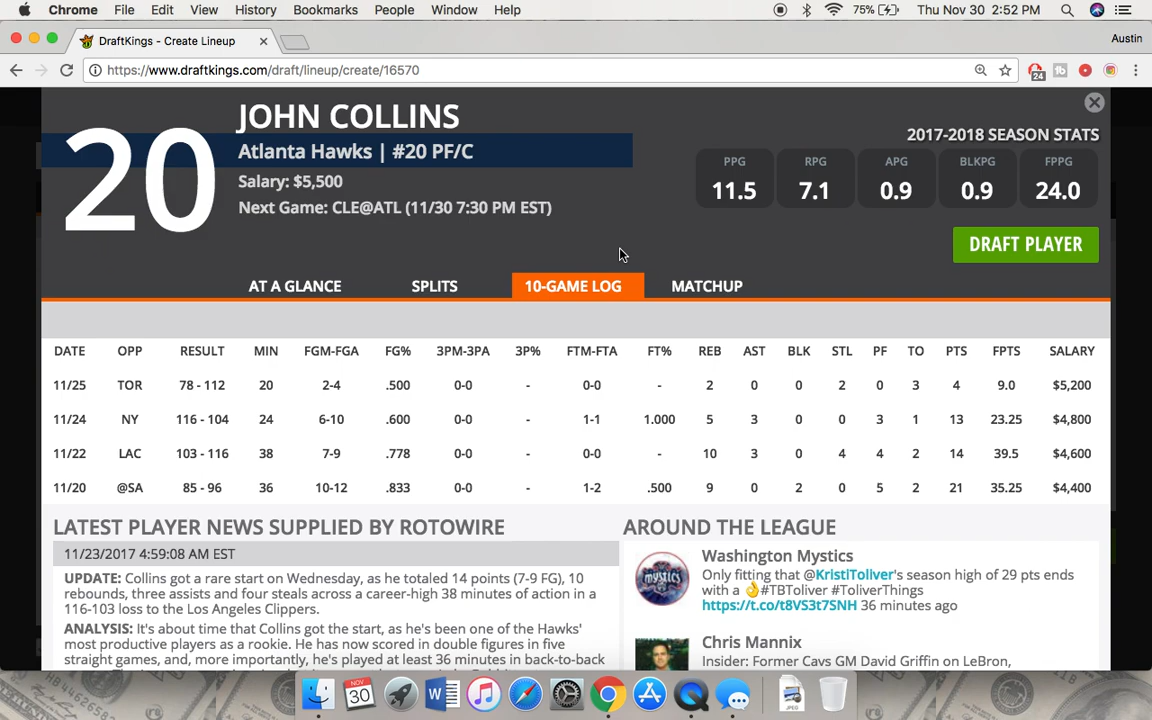 Chrome File Edit View History Bookmarks People Window Help 75% Thu Nov 30 2:52 PM
DraftKings - Create Lineup Austin
https://www.draftkings.com/draft/lineup/create/16570 24
20
JOHN COLLINS
Atlanta Hawks | #20 PF/C
Salary: $5,500
Next Game: CLE@ATL (11/30 7:30 PM EST)
2017-2018 SEASON STATS
PPG RPG APG BLKPG FPPG
11.5 7.1 0.9 0.9 24.0
DRAFT PLAYER
AT A GLANCE SPLITS 10-GAME LOG MATCHUP
DATE OPP RESULT MIN FGM-FGA FG% 3PM-3PA 3P% FTM-FTA FT% REB AST BLK STL PF TO PTS FPTS SALARY
11/25 TOR 78 - 112 20 2-4 .500 0-0 - 0-0 - 2 0 0 2 0 3 4 9.0 $5,200
11/24 NY 116 - 104 24 6-10 .600 0-0 - 1-1 1.000 5 3 0 0 3 1 13 23.25 $4,800
11/22 LAC 103 - 116 38 7-9 .778 0-0 - 0-0 - 10 3 0 4 4 2 14 39.5 $4,600
11/20 @SA 85 - 96 36 10-12 .833 0-0 - 1-2 .500 9 0 2 0 5 2 21 35.25 $4,400
LATEST PLAYER NEWS SUPPLIED BY ROTOWIRE
11/23/2017 4:59:08 AM EST
UPDATE: Collins got a rare start on Wednesday, as he totaled 14 points (7-9 FG), 10
rebounds, three assists and four steals across a career-high 38 minutes of action in a
116-103 loss to the Los Angeles Clippers.
ANALYSIS: It's about time that Collins got the start, as he's been one of the Hawks'
most productive players as a rookie. He has now scored in double figures in five
straight games, and, more importantly, he's played at least 36 minutes in back-to-back
AROUND THE LEAGUE
mystics
Washington Mystics
Only fitting that @KristiToliver's season high of 29 pts ends
with a 👌#TBToliver #ToliverThings
https://t.co/t8VS3t7SNH 36 minutes ago
Chris Mannix
Insider: Former Cavs GM David Griffin on LeBron,
NOV
30
W
JPEG